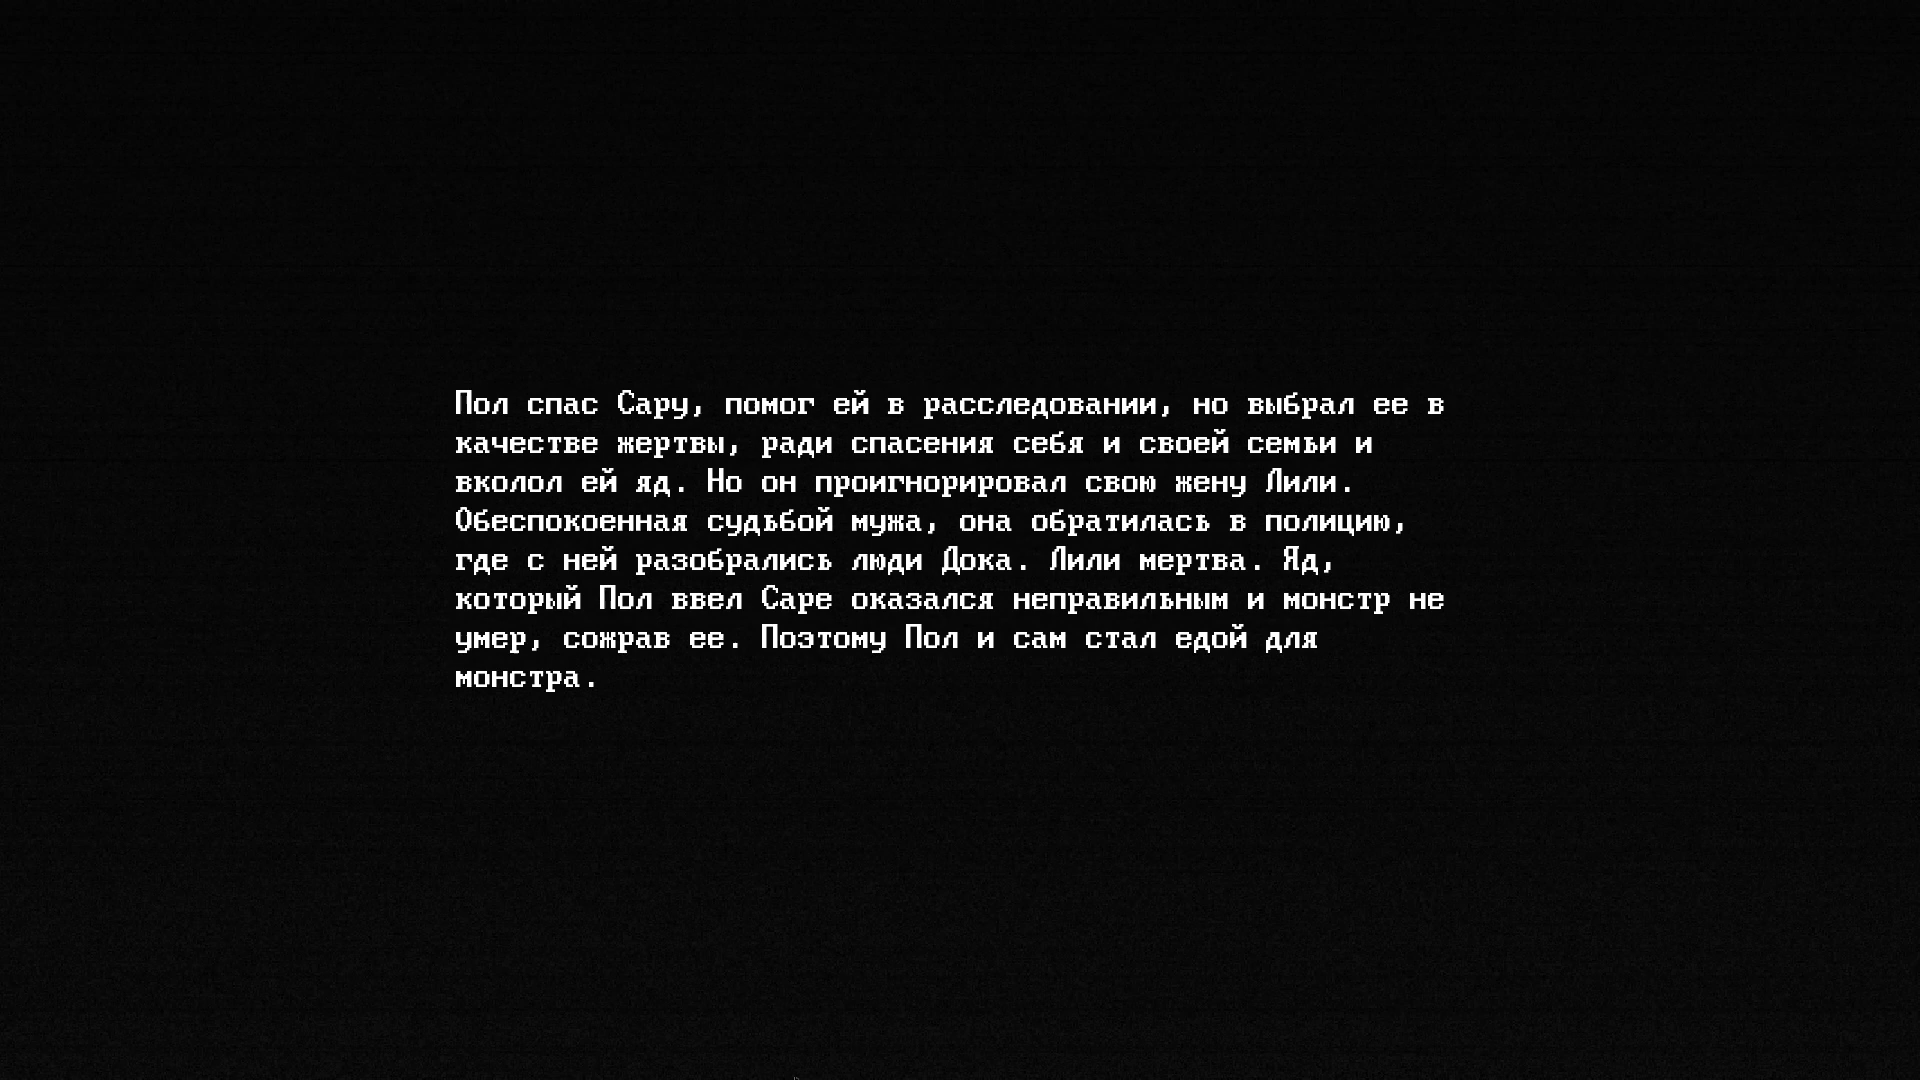 Пол спас Сару, помог ей в расследовании, но выбрал ее в
качестве жертвы, ради спасения себя и своей семьи и
вколол ей яд. Но он проигнорировал свою жену Лили.
Обеспокоенная судьбой мужа, она обратилась в полицию,
где с ней разобрались люди Дока. Лили мертва. Яд,
который Пол ввел Саре оказался неправильным и монстр не
умер, сожрав ее. Поэтому Пол и сам стал едой для
монстра.